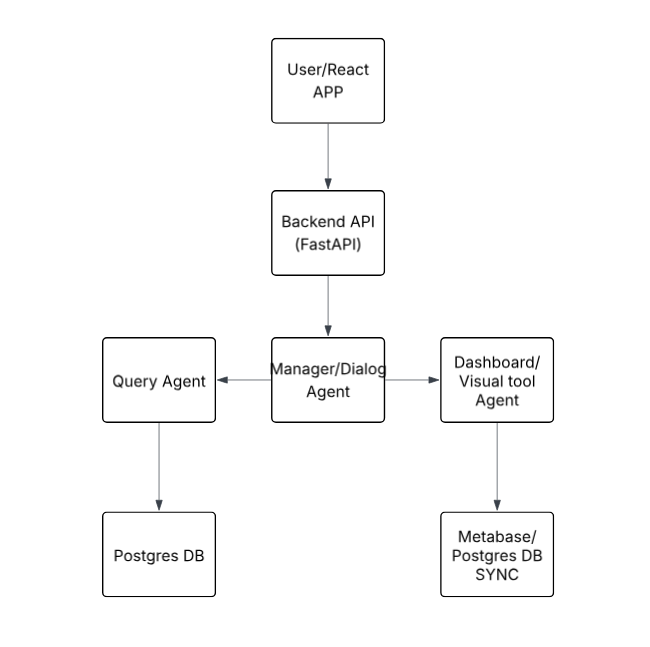 User/React
APP
Backend API
(FastAPI)
Query Agent
Manager/Dialog
Agent
Dashboard/
Visual tool
Agent
Postgres DB
Metabase/
Postgres DB
SYNC